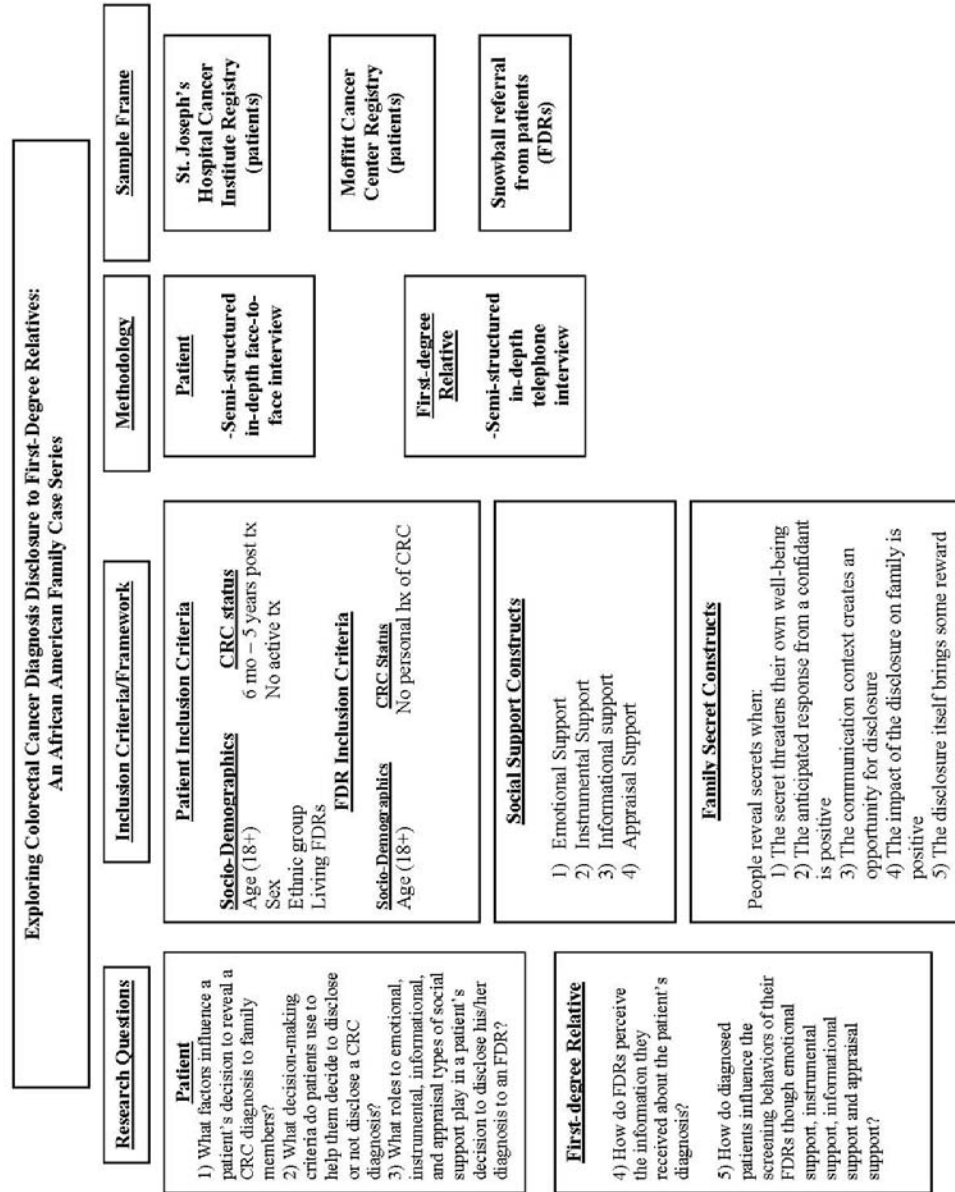 Exploring Colorectal Cancer Diagnosis Disclosure to First-Degree Relatives:
An African American Family Case Series
Research Questions
Patient
1) What factors influence a
patient's decision to reveal a
CRC diagnosis to family
members?
2) What decision-making
criteria do patients use to
help them decide to disclose
or not disclose a CRC
diagnosis?
3) What roles to emotional,
instrumental, informational,
and appraisal types of social
support play in a patient's
decision to disclose his/her
diagnosis to an FDR?
First-degree Relative
4) How do FDRs perceive
the information they
received about the patient's
diagnosis?
5) How do diagnosed
patients influence the
screening behaviors of their
FDRs though emotional
support, instrumental
support, informational
support and appraisal
support?
Inclusion Criteria/Framework
Patient Inclusion Criteria
Socio-Demographics
Age (18+)
Sex
Ethnic group
Living FDRs
CRC status
6 mo – 5 years post tx
No active tx
FDR Inclusion Criteria
Socio-Demographics
Age (18+)
CRC Status
No personal hx of CRC
Social Support Constructs
1) Emotional Support
2) Instrumental Support
3) Informational support
4) Appraisal Support
Family Secret Constructs
People reveal secrets when:
1) The secret threatens their own well-being
2) The anticipated response from a confidant
is positive
3) The communication context creates an
opportunity for disclosure
4) The impact of the disclosure on family is
positive
5) The disclosure itself brings some reward
Methodology
Patient
-Semi-structured
in-depth face-to-
face interview
First-degree
Relative
-Semi-structured
in-depth
telephone
interview
Sample Frame
St. Joseph's
Hospital Cancer
Institute Registry
(patients)
Moffitt Cancer
Center Registry
(patients)
Snowball referral
from patients
(FDRs)